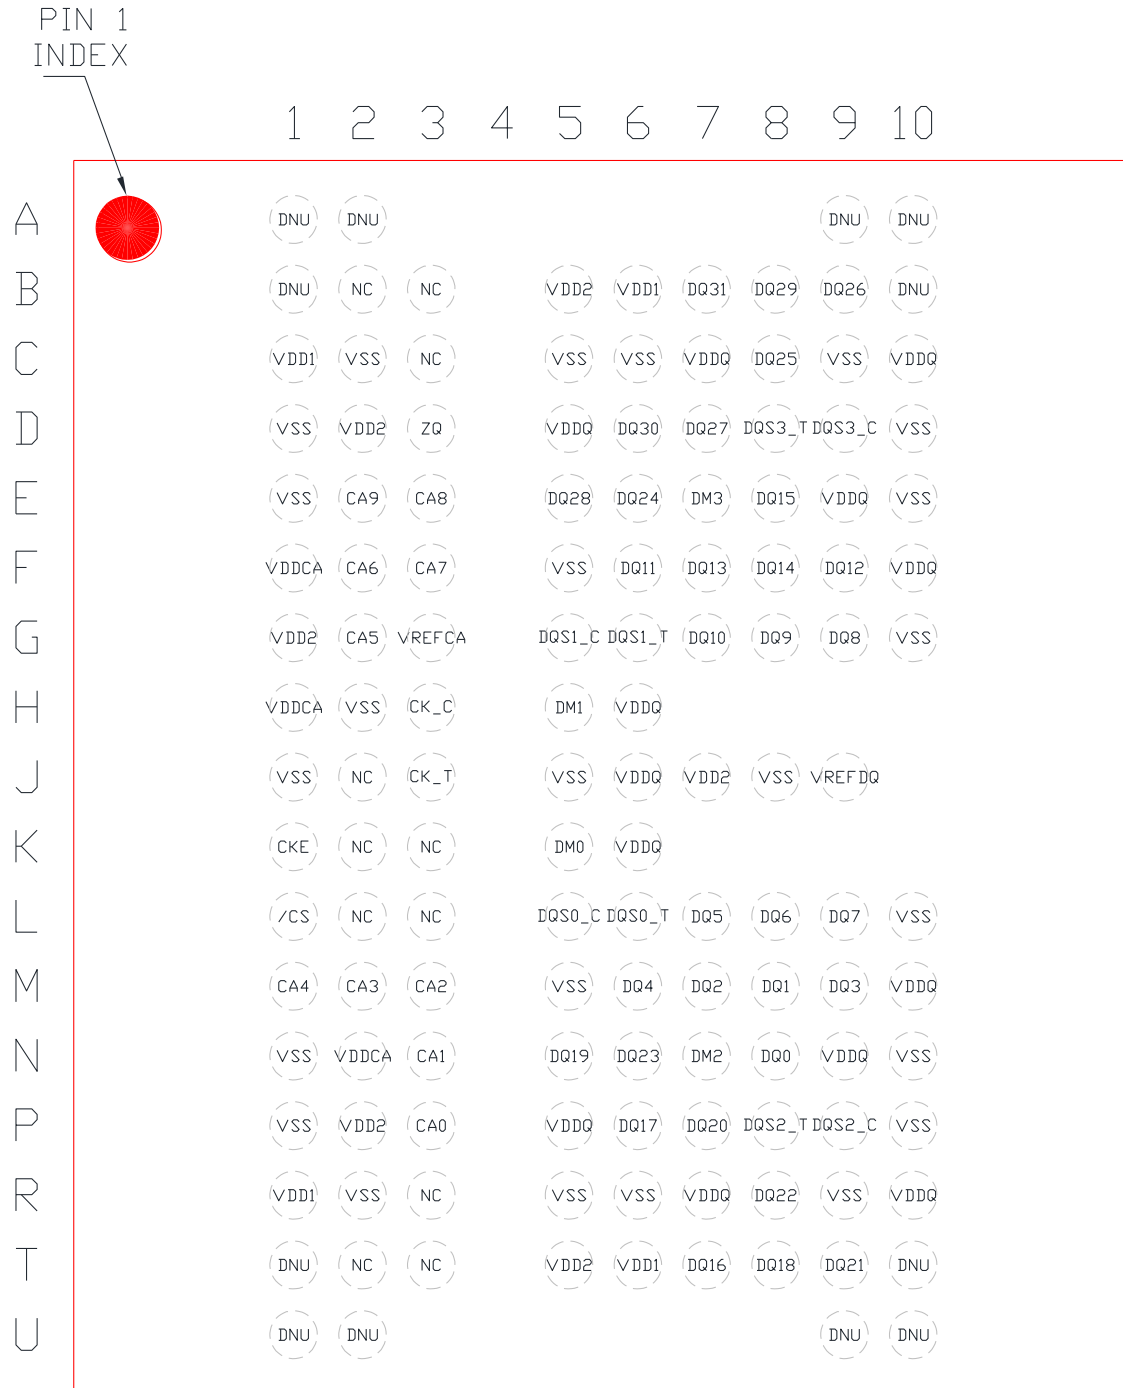 PIN 1
INDEX
1 2 3 4 5 6 7 8 9 10
A DNU DNU DNU DNU
B DNU NC NC VDD2 VDD1 DQ31 DQ29 DQ26 DNU
C VDD1 VSS NC VSS VSS VDDQ DQ25 VSS VDDQ
D VSS VDD2 ZQ VDDQ DQ30 DQ27 DQS3_T DQS3_C VSS
E VSS CA9 CA8 DQ28 DQ24 DM3 DQ15 VDDQ VSS
F VDDCA CA6 CA7 VSS DQ11 DQ13 DQ14 DQ12 VDDQ
G VDD2 CA5 VREFCA DQS1_C DQS1_T DQ10 DQ9 DQ8 VSS
H VDDCA VSS CK_C DM1 VDDQ
J VSS NC CK_T VSS VDDQ VDD2 VSS VREFDQ
K CKE NC NC DM0 VDDQ
L /CS NC NC DQS0_C DQS0_T DQ5 DQ6 DQ7 VSS
M CA4 CA3 CA2 VSS DQ4 DQ2 DQ1 DQ3 VDDQ
N VSS VDDCA CA1 DQ19 DQ23 DM2 DQ0 VDDQ VSS
P VSS VDD2 CA0 VDDQ DQ17 DQ20 DQS2_T DQS2_C VSS
R VDD1 VSS NC VSS VSS VDDQ DQ22 VSS VDDQ
T DNU NC NC VDD2 VDD1 DQ16 DQ18 DQ21 DNU
U DNU DNU DNU DNU